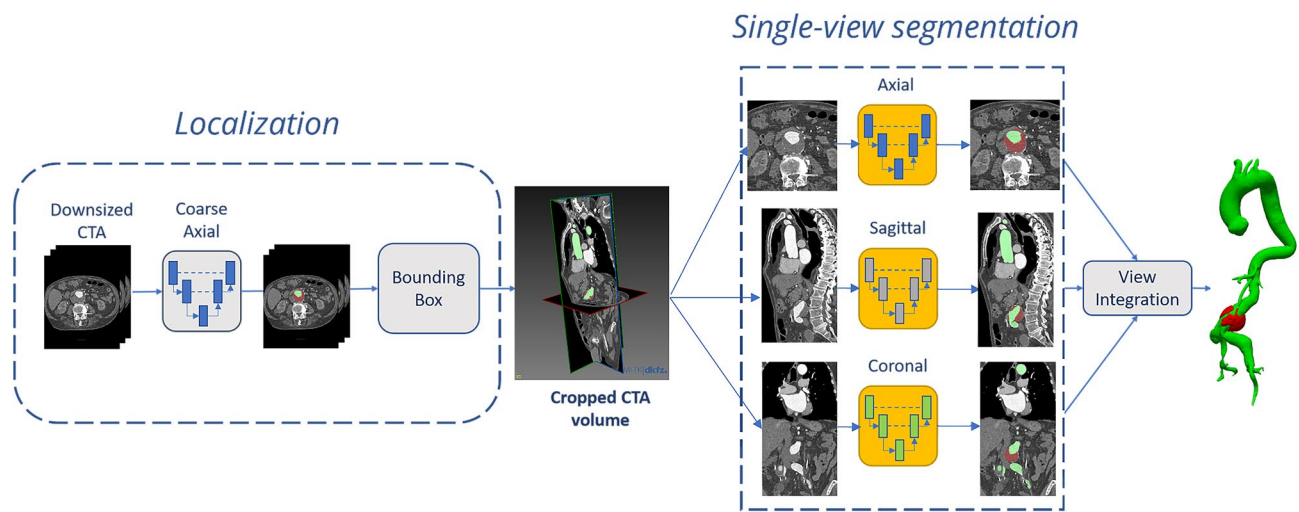 Single-view segmentation
Localization
Downsized
CTA
Coarse
Axial
Bounding
Box
Cropped CTA
volume
Axial
Sagittal
Coronal
View
Integration